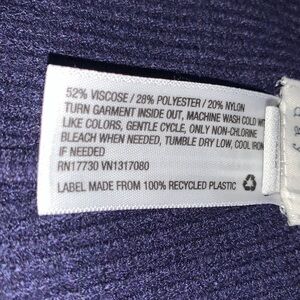 52% VISCOSE / 28% POLYESTER / 20% NYLON
TURN GARMENT INSIDE OUT, MACHINE WASH COLD
LIKE COLORS, GENTLE CYCLE, ONLY NON-CHLORINE
BLEACH WHEN NEEDED, TUMBLE DRY LOW, COOL IRON
IF NEEDED
RN17730 VN1317080
LABEL MADE FROM 100% RECYCLED PLASTIC